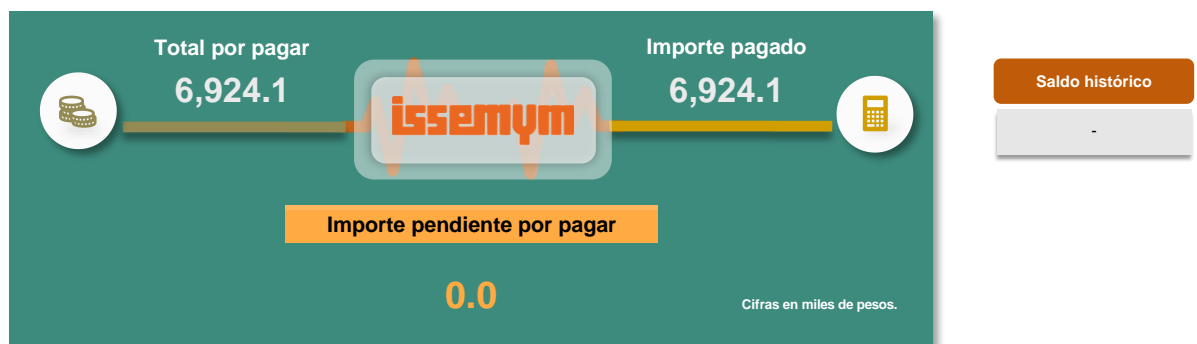 Total por pagar
6,924.1
issemym
Importe pagado
6,924.1
Importe pendiente por pagar
0.0
Cifras en miles de pesos.
Saldo histórico
-